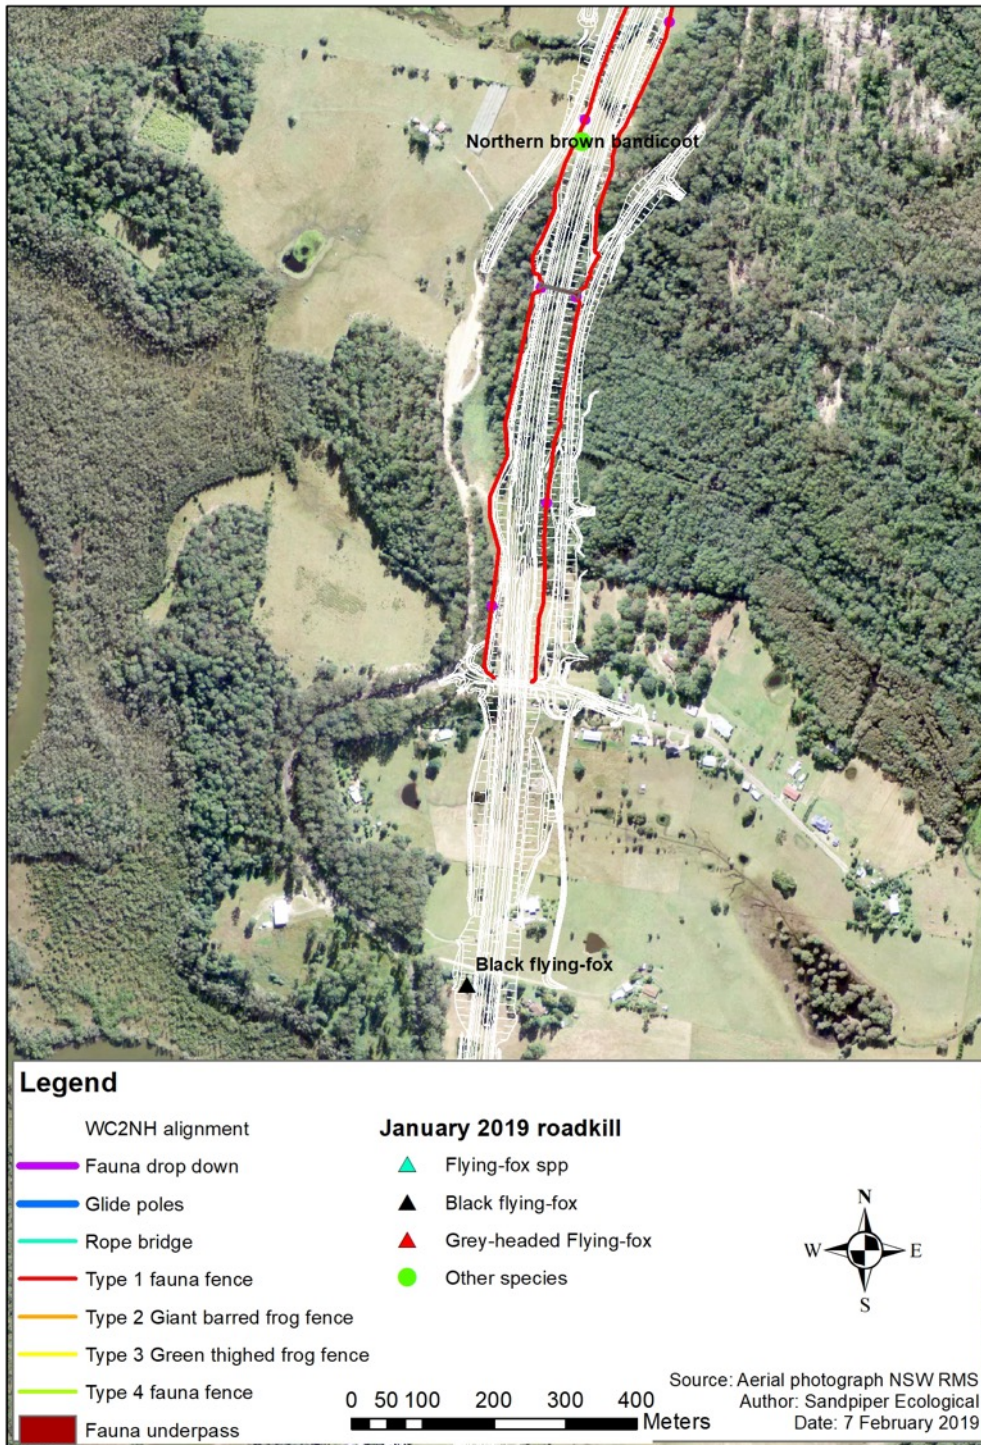 Northern brown bandicoot
Black flying-fox
Legend
WC2NH alignment
Fauna drop down
Glide poles
Rope bridge
Type 1 fauna fence
Type 2 Giant barred frog fence
Type 3 Green thighed frog fence
Type 4 fauna fence
Fauna underpass
January 2019 roadkill
Flying-fox spp
Black flying-fox
Grey-headed Flying-fox
Other species
N
W E
S
0 50 100 200 300 400
Meters
Source: Aerial photograph NSW RMS
Author: Sandpiper Ecological
Date: 7 February 2019